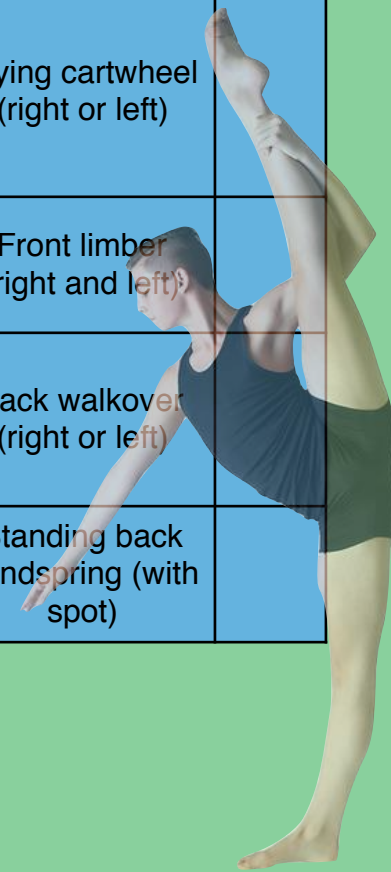 ying cartwheel
(right or left)
Front limber
right and left)
ack walkover
(right or left)
tanding back
ndspring (with
spot)